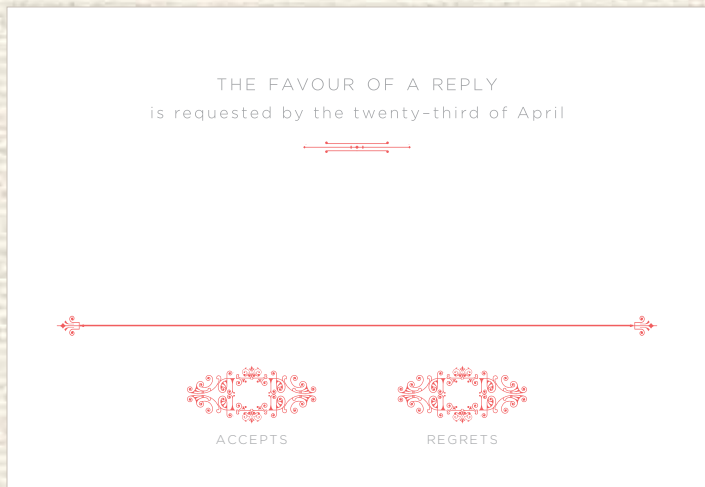 THE FAVOUR OF A REPLY
is requested by the twenty-third of April
ACCEPTS
REGRETS